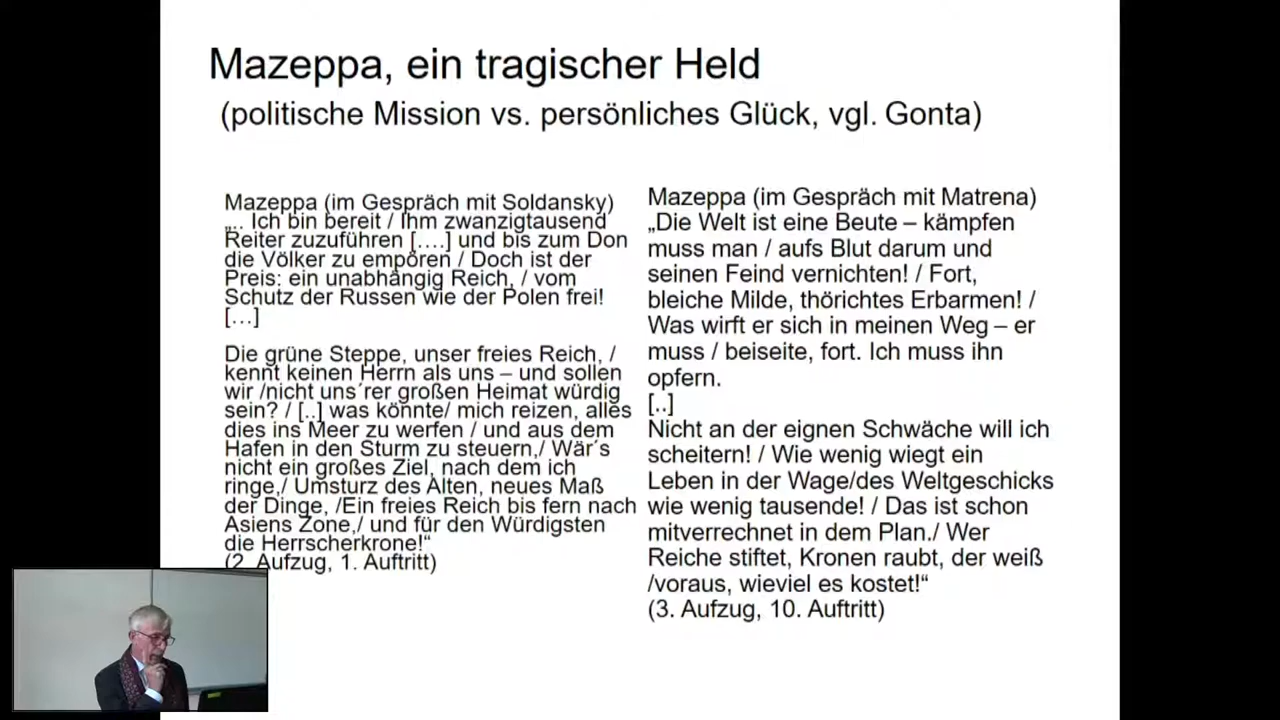 Mazeppa, ein tragischer Held
(politische Mission vs. persönliches Glück, vgl. Gonta)
Mazeppa (im Gespräch mit Soldansky)
„.. Ich bin bereit / Ihm zwanzigtausend
Reiter zuzuführen [….] und bis zum Don
die Völker zu empören / Doch ist der
Preis: ein unabhängig Reich, / vom
Schutz der Russen wie der Polen frei!
[…]
Die grüne Steppe, unser freies Reich, /
kennt keinen Herrn als uns – und sollen
wir /nicht uns´rer großen Heimat würdig
sein? / [..] was könnte/ mich reizen, alles
dies ins Meer zu werfen / und aus dem
Hafen in den Sturm zu steuern,/ Wär´s
nicht ein großes Ziel, nach dem ich
ringe,/ Umsturz des Alten, neues Maß
der Dinge, /Ein freies Reich bis fern nach
Asiens Zone,/ und für den Würdigsten
die Herrscherkrone!“
(2. Aufzug, 1. Auftritt)
Mazeppa (im Gespräch mit Matrena)
„Die Welt ist eine Beute – kämpfen
muss man / aufs Blut darum und
seinen Feind vernichten! / Fort,
bleiche Milde, thörichtes Erbarmen! /
Was wirft er sich in meinen Weg – er
muss / beiseite, fort. Ich muss ihn
opfern.
[..]
Nicht an der eignen Schwäche will ich
scheitern! / Wie wenig wiegt ein
Leben in der Wage/des Weltgeschicks
wie wenig tausende! / Das ist schon
mitverrechnet in dem Plan./ Wer
Reiche stiftet, Kronen raubt, der weiß
/voraus, wieviel es kostet!“
(3. Aufzug, 10. Auftritt)